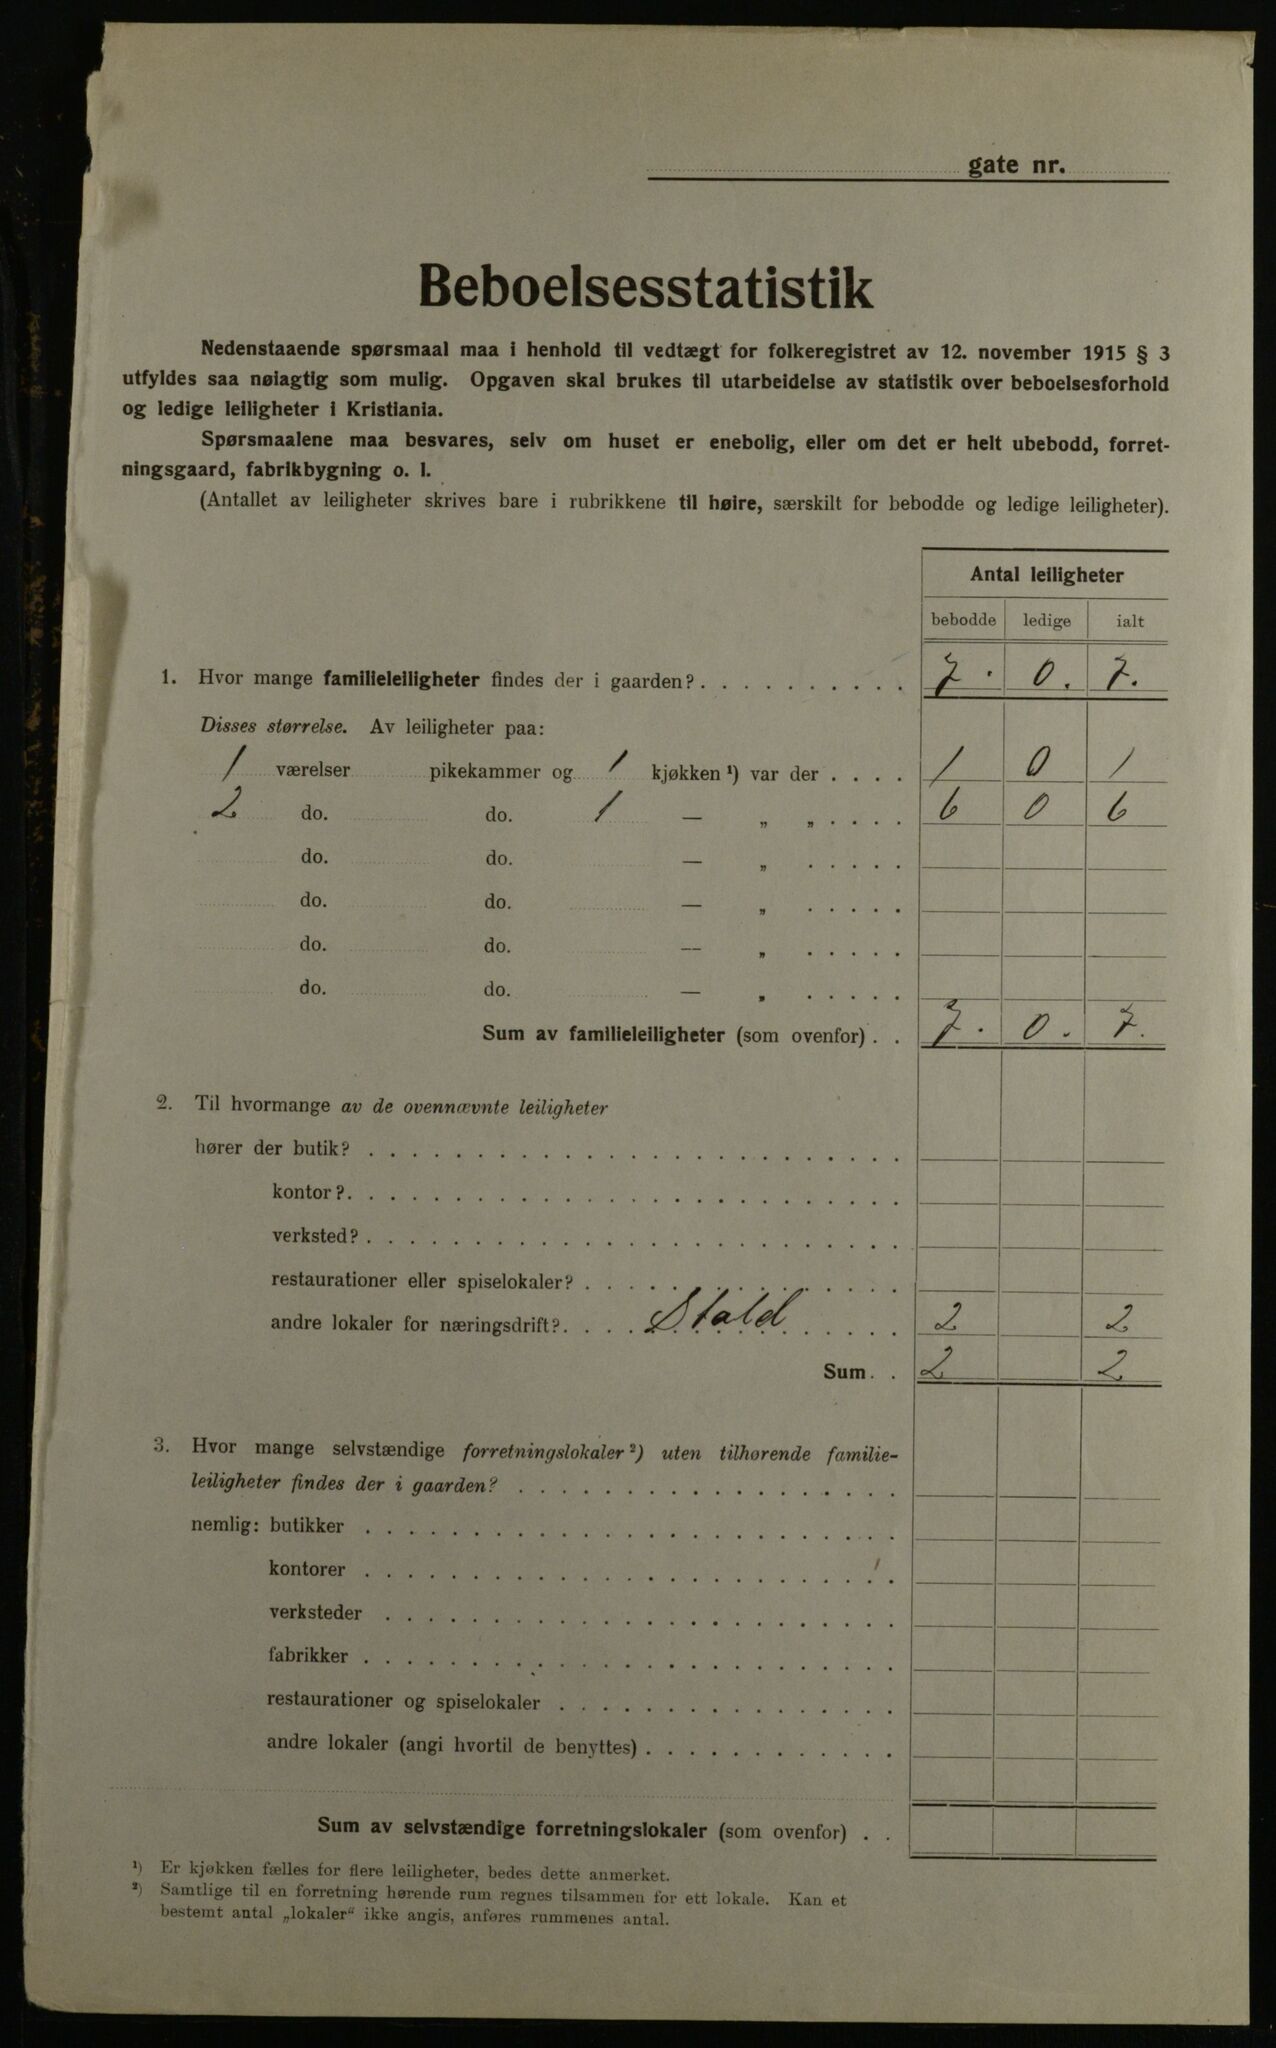 gate nr.
Beboelsesstatistik
Nedenstaaende spørsmaal maa i henhold til vedtægt for folkeregistret av 12. november 1915 § 3
utfyldes saa nøiagtig som mulig. Opgaven skal brukes til utarbeidelse av statistik over beboelsesforhold
og ledige leiligheter i Kristiania.
Spørsmaalene maa besvares, selv om huset er enebolig, eller om det er helt ubebodd, forret-
ningsgaard, fabrikbygning o. l.
(Antallet av leiligheter skrives bare i rubrikkene til høire, særskilt for bebodde og ledige leiligheter).
Antal leiligheter
bebodde ledige ialt
1. Hvor mange familieleiligheter findes der i gaarden? . . . . . . . . . . 7. 0. 7.
Disses størrelse. Av leiligheter paa:
1 værelser pikekammer og 1 kjøkken ¹) var der . . . . 1 0 1
2 do. do. 1 — „ „ . . . . 6 0 6
do. do. — „ . . . . .
do. do. — „ . . . . .
do. do. — „ . . . . .
do. do. — „ . . . . .
Sum av familieleiligheter (som ovenfor) . . 7. 0. 7.
2. Til hvormange av de ovennævnte leiligheter
hører der butik? . . . . . . . . . . . . . . . . . . .
kontor? . . . . . . . . . . . . . . . . . . . .
verksted? . . . . . . . . . . . . . . . . . . .
restaurationer eller spiselokaler? . . . . . . . . . . .
andre lokaler for næringsdrift? . . . . Stald . . . . 2 2
Sum . . 2 2
3. Hvor mange selvstændige forretningslokaler ²) uten tilhørende familie-
leiligheter findes der i gaarden? . . . . . . . . . . . . . .
nemlig: butikker . . . . . . . . . . . . . . . . . . .
kontorer . . . . . . . . . . . . . . . . . . .
verksteder . . . . . . . . . . . . . . . . . .
fabrikker . . . . . . . . . . . . . . . . . . .
restaurationer og spiselokaler . . . . . . . . . . . .
andre lokaler (angi hvortil de benyttes) . . . . . . . . .
Sum av selvstændige forretningslokaler (som ovenfor) . .
¹) Er kjøkken fælles for flere leiligheter, bedes dette anmerket.
²) Samtlige til en forretning hørende rum regnes tilsammen for ett lokale. Kan et
bestemt antal „lokaler“ ikke angis, anføres rummenes antal.